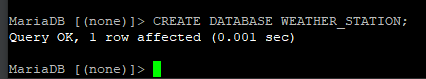 MariaDB [(none)]> CREATE DATABASE WEATHER_STATION;
Query OK, 1 row affected (0.001 sec)
MariaDB [(none)]>